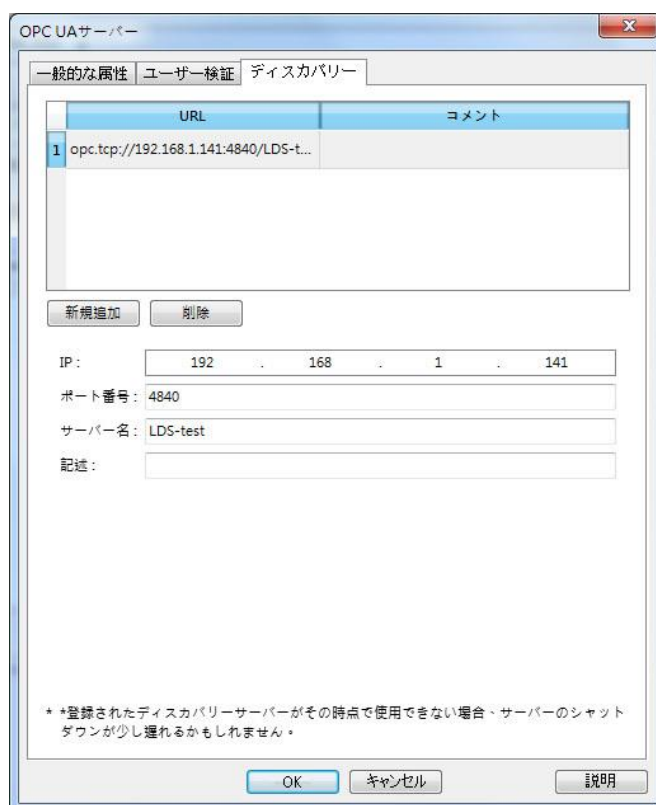 OPC UAサーバー
一般的な属性 ユーザー検証 ディスカバリー
URL コメント
1 opc.tcp://192.168.1.141:4840/LDS-t...
新規追加 削除
IP : 192 . 168 . 1 . 141
ポート番号 : 4840
サーバー名 : LDS-test
記述 :
* *登録されたディスカバリーサーバーがその時点で使用できない場合、サーバーのシャット
ダウンが少し遅れるかもしれません。
OK キャンセル 説明